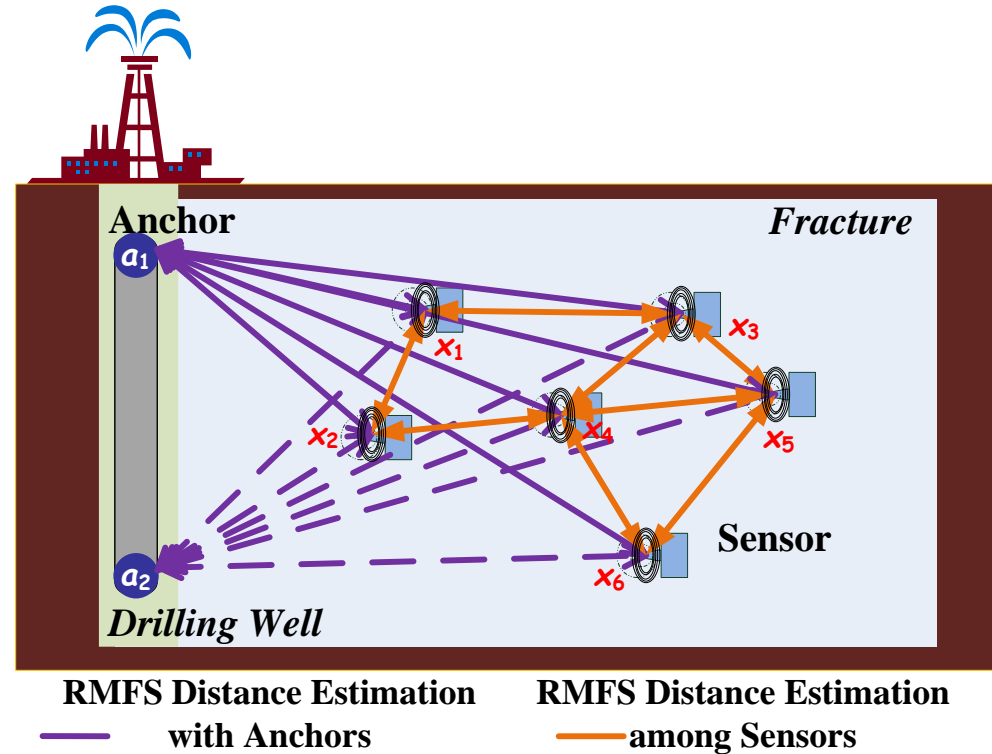 Anchor
Fracture
a1
x1
x3
x2
x4
x5
Sensor
a2
x6
Drilling Well
RMFS Distance Estimation
with Anchors
RMFS Distance Estimation
among Sensors